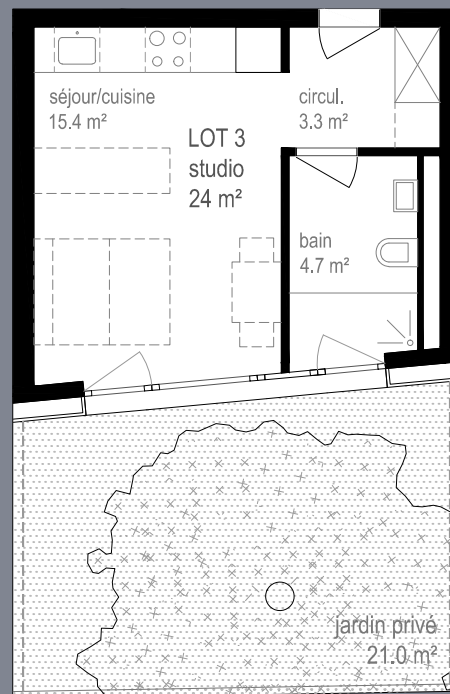 séjour/cuisine
15.4 m²
circul.
3.3 m²
LOT 3
studio
24 m²
bain
4.7 m²
jardin privé
21.0 m²